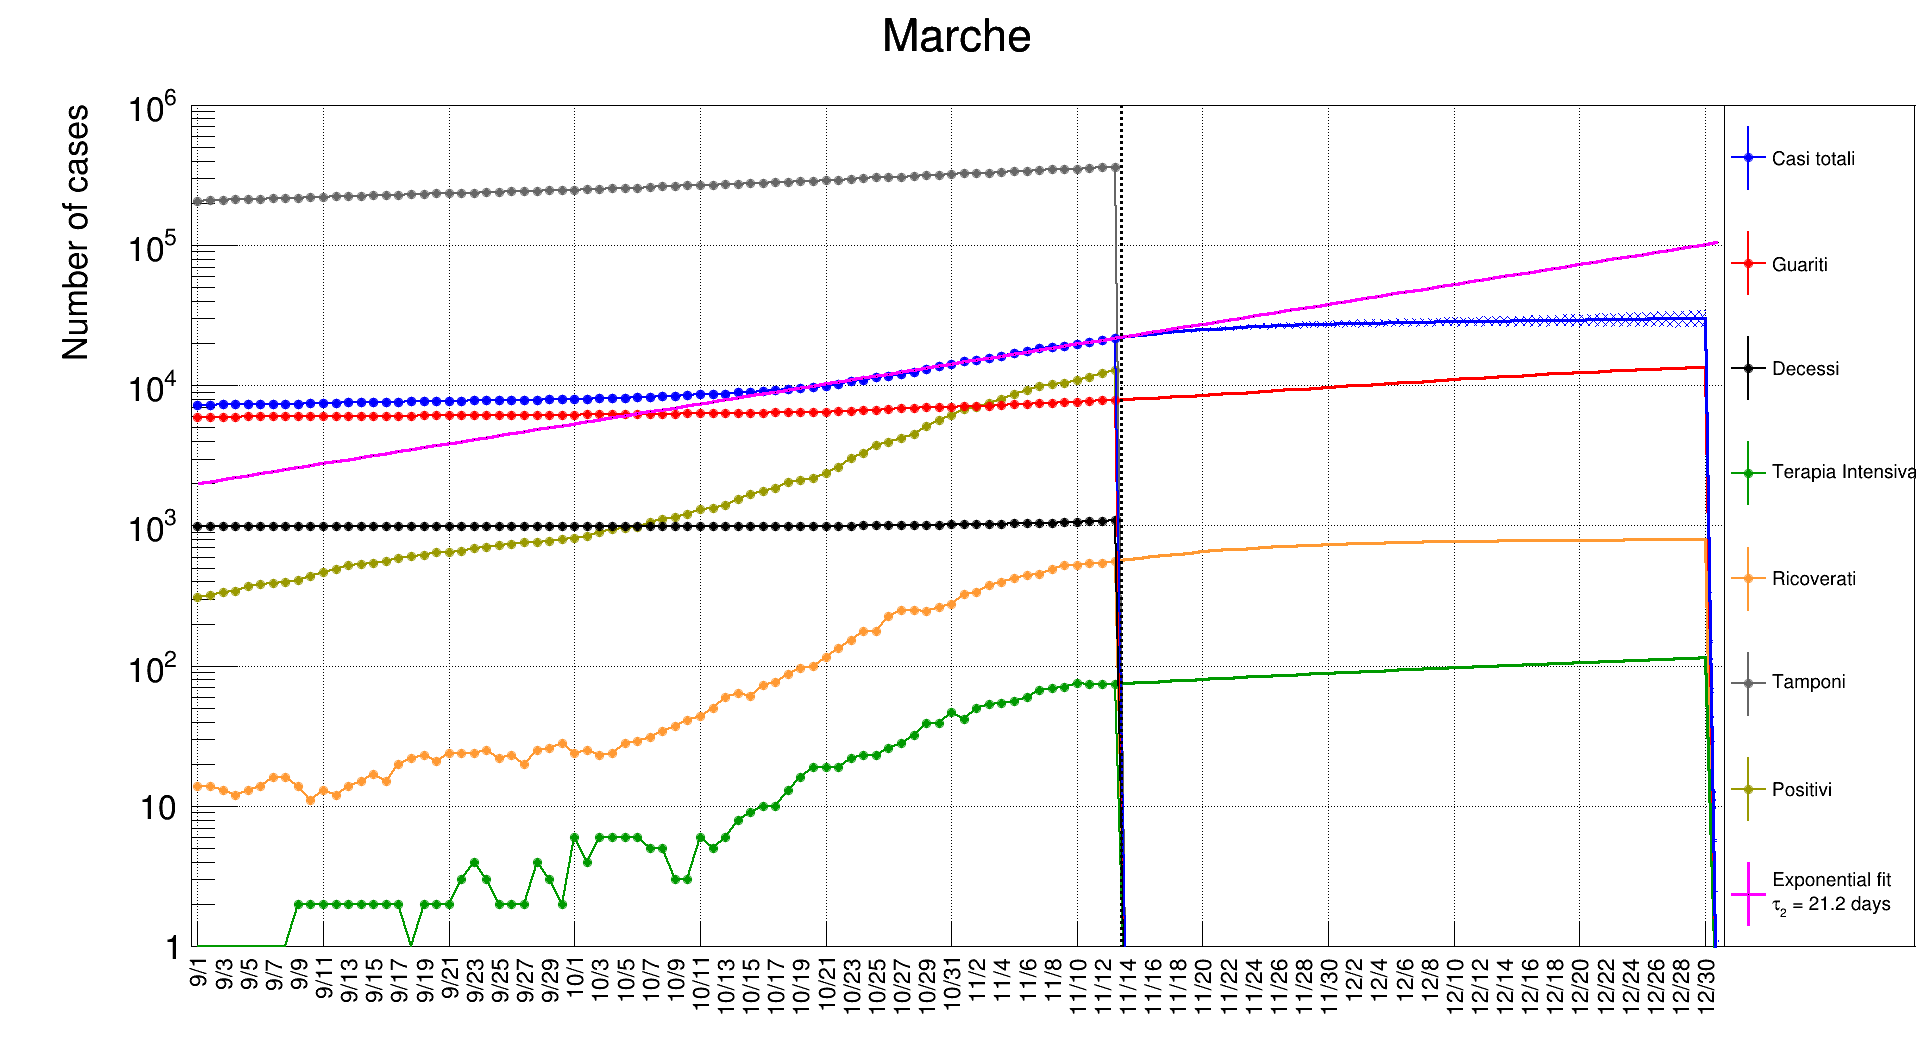 Marche
Number of cases
10^6
10^5
10^4
10^3
10^2
10
1
9/1 9/3 9/5 9/7 9/9 9/11 9/13 9/15 9/17 9/19 9/21 9/23 9/25 9/27 9/29 10/1 10/3 10/5 10/7 10/9 10/11 10/13 10/15 10/17 10/19 10/21 10/23 10/25 10/27 10/29 10/31 11/2 11/4 11/6 11/8 11/10 11/12 11/14 11/16 11/18 11/20 11/22 11/24 11/26 11/28 11/30 12/2 12/4 12/6 12/8 12/10 12/12 12/14 12/16 12/18 12/20 12/22 12/24 12/26 12/28 12/30
Casi totali
Guariti
Decessi
Terapia Intensiva
Ricoverati
Tamponi
Positivi
Exponential fit
τ₂ = 21.2 days